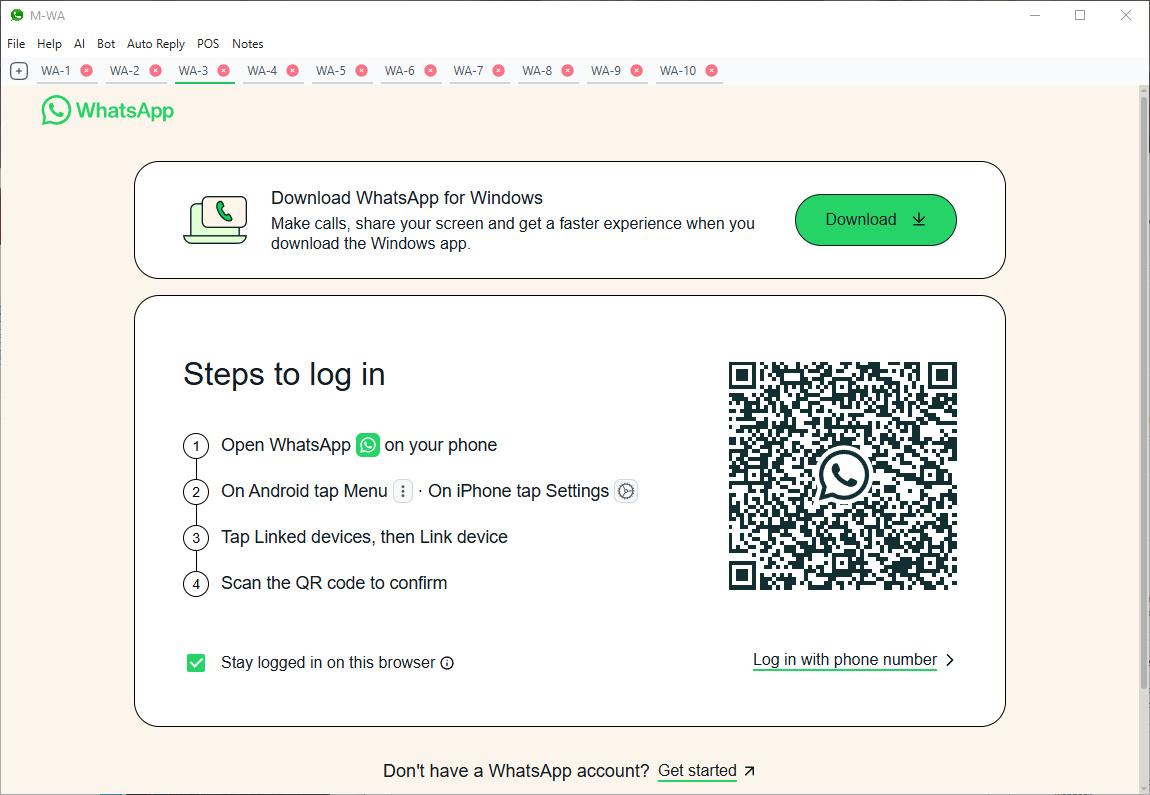 M-WA
File Help AI Bot Auto Reply POS Notes
WA-1 WA-2 WA-3 WA-4 WA-5 WA-6 WA-7 WA-8 WA-9 WA-10
WhatsApp
Download WhatsApp for Windows
Make calls, share your screen and get a faster experience when you
download the Windows app.
Download
Steps to log in
1 Open WhatsApp on your phone
2 On Android tap Menu · On iPhone tap Settings
3 Tap Linked devices, then Link device
4 Scan the QR code to confirm
Stay logged in on this browser
Log in with phone number
Don't have a WhatsApp account? Get started